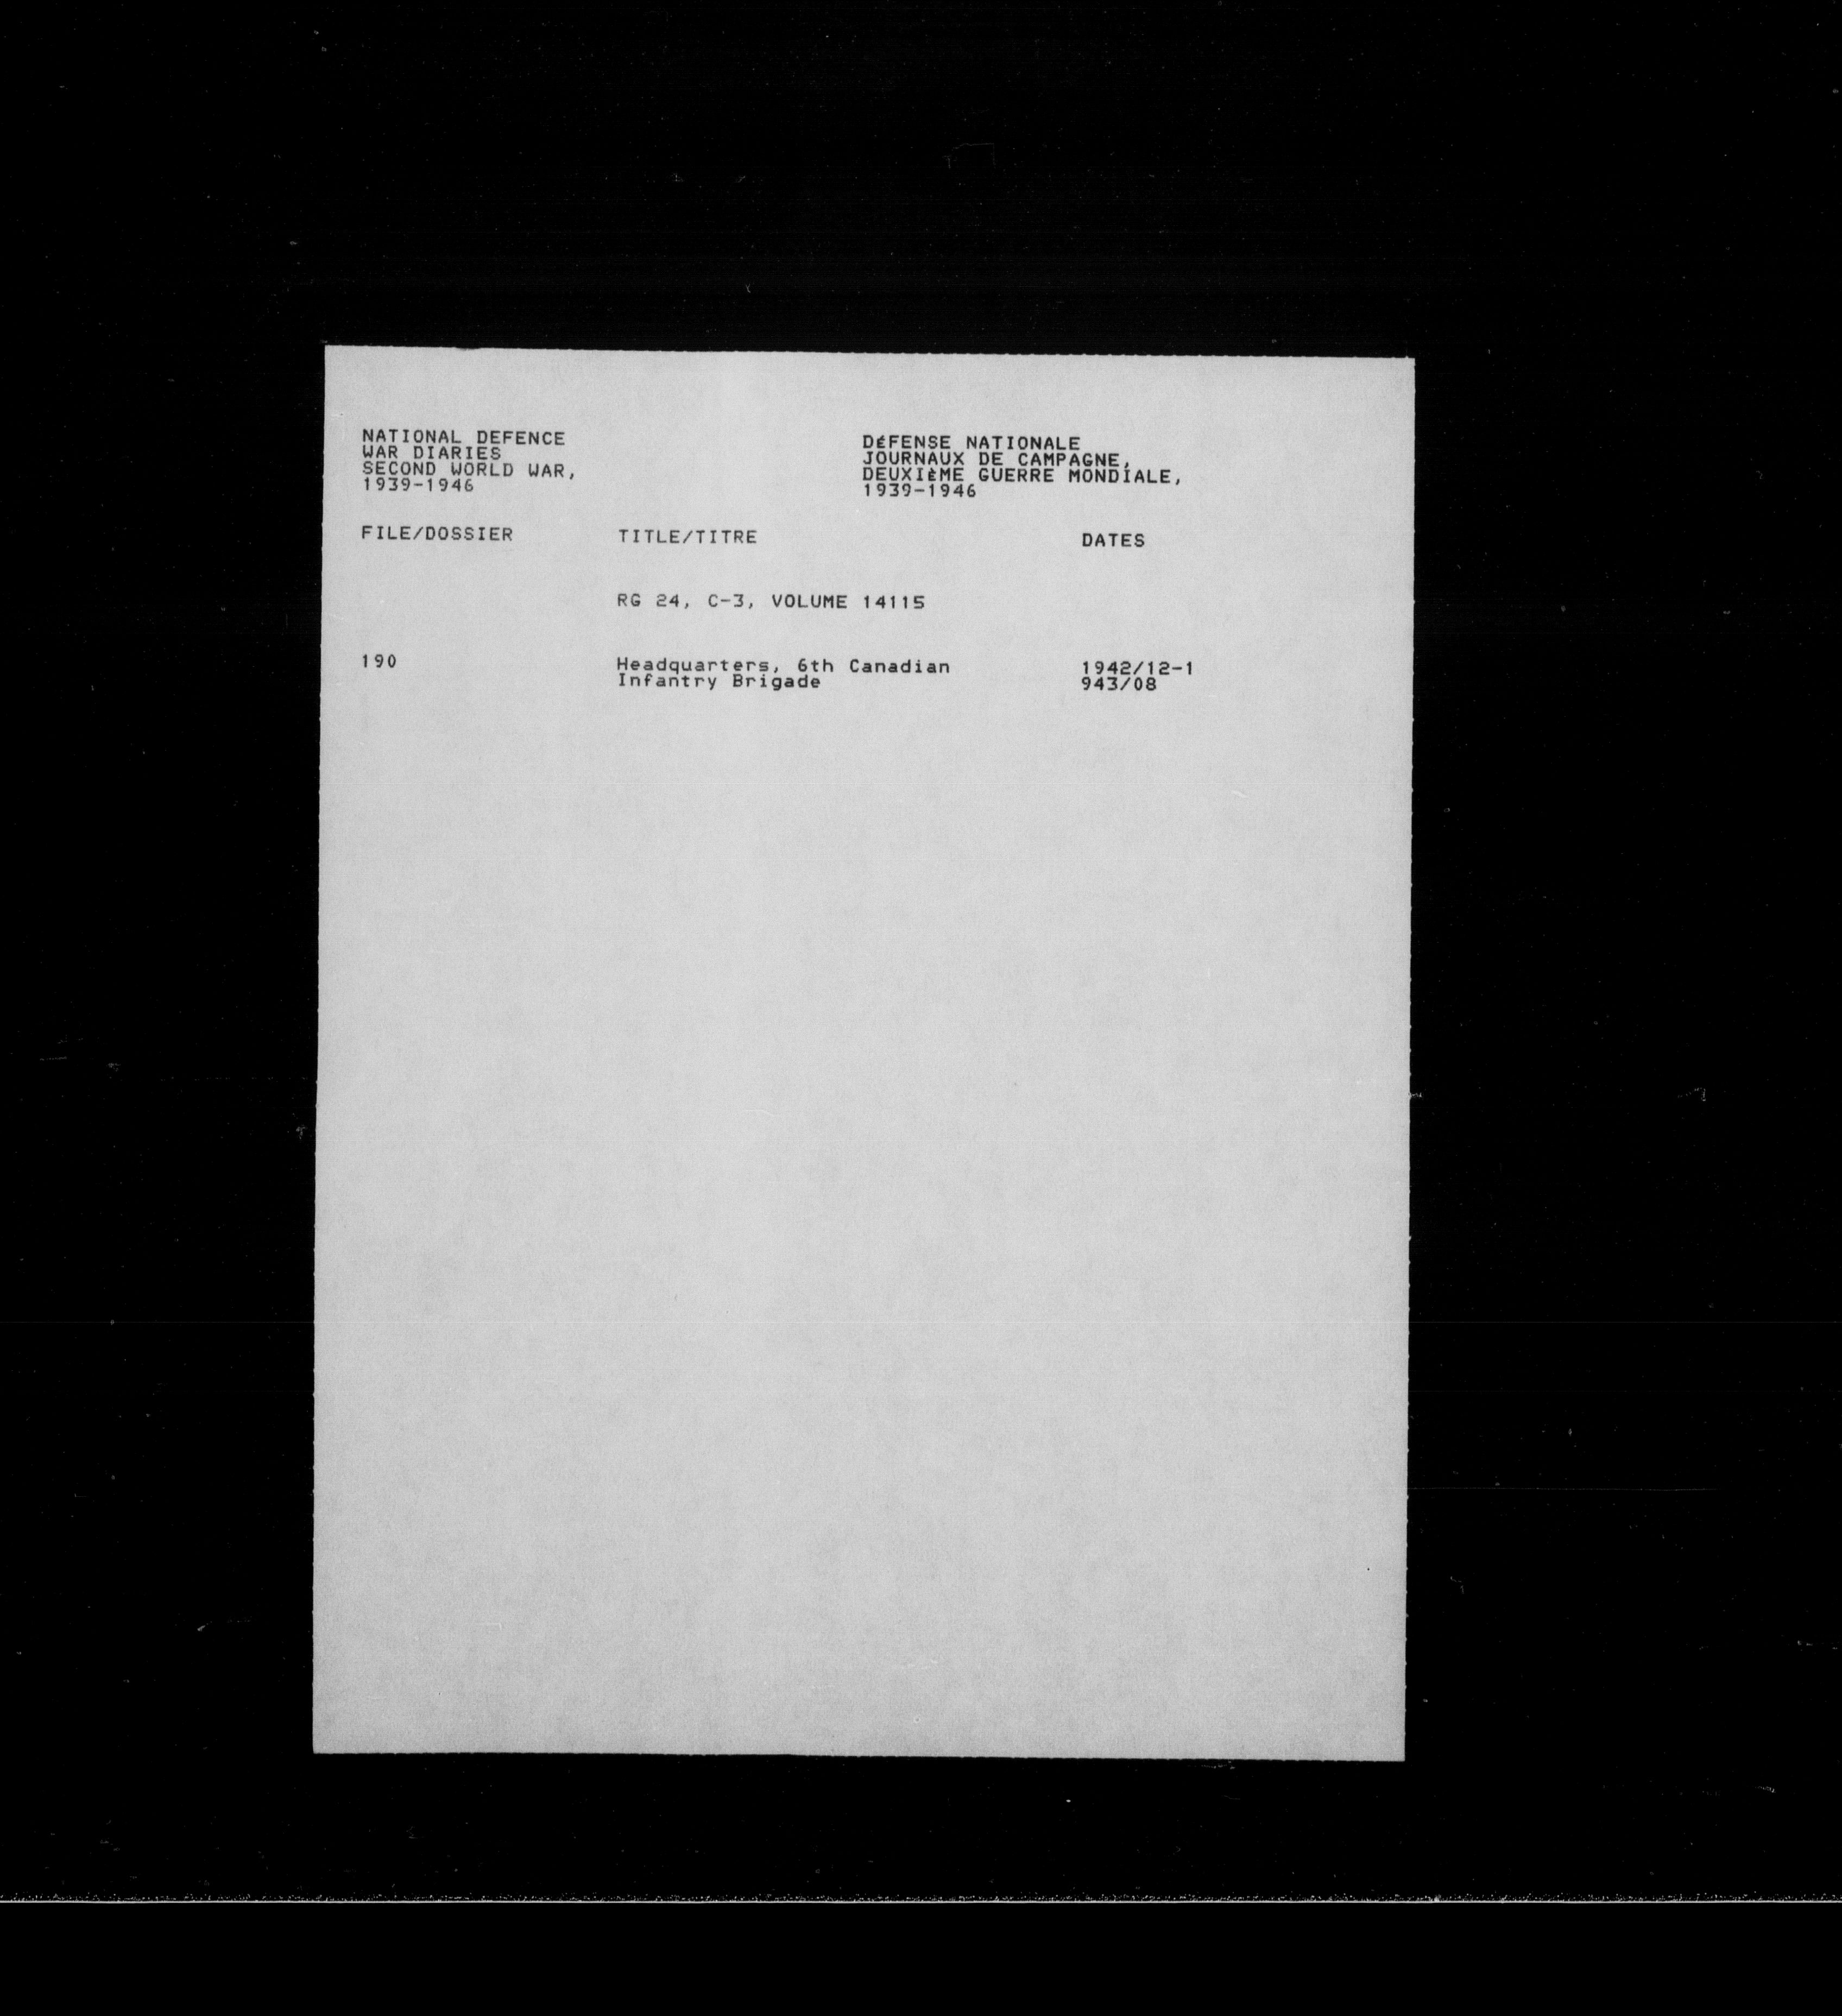 NATIONAL DEFENCE
WAR DIARIES
SECOND WORLD WAR,
1939-1946
DÉFENSE NATIONALE
JOURNAUX DE CAMPAGNE,
DEUXIÈME GUERRE MONDIALE,
1939-1946
FILE/DOSSIER TITLE/TITRE DATES
RG 24, C-3, VOLUME 14115
190 Headquarters, 6th Canadian 1942/12-1
Infantry Brigade 943/08